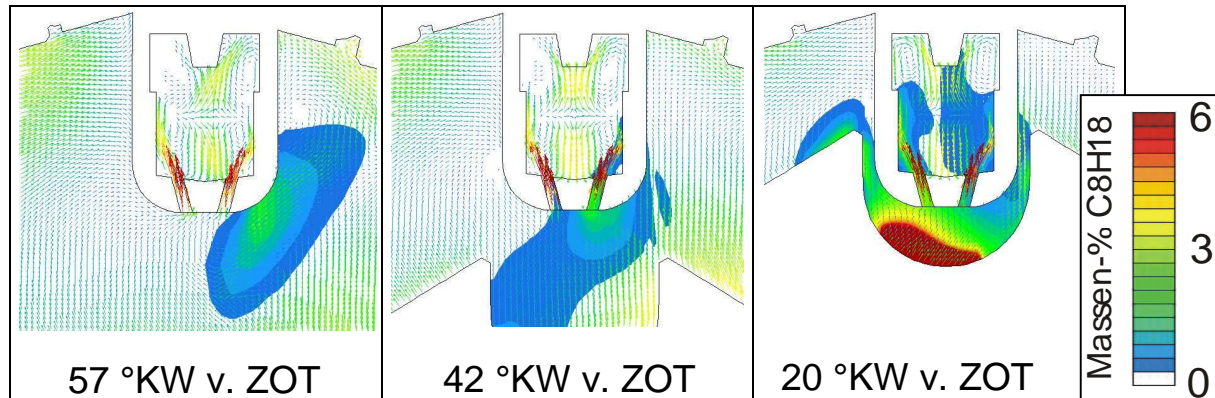 57 °KW v. ZOT
42 °KW v. ZOT
20 °KW v. ZOT
Massen-% C8H18
6
3
0